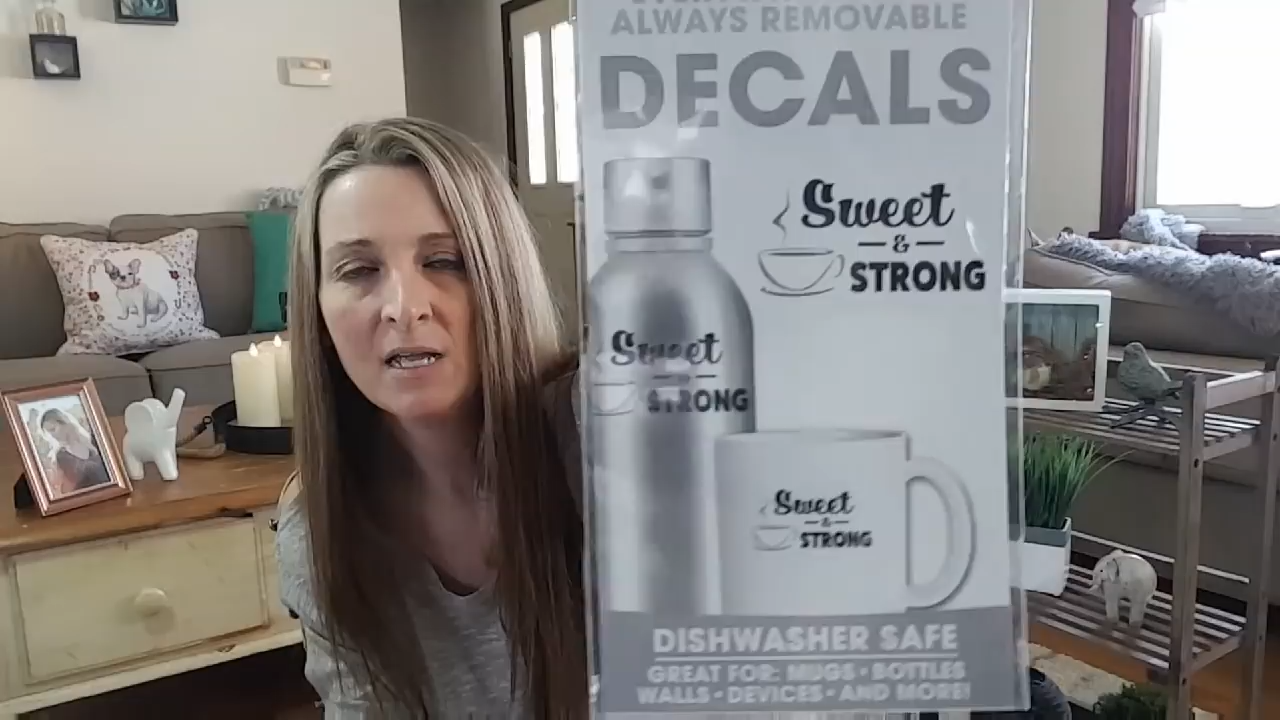 ALWAYS REMOVABLE
DECALS
Sweet
&
STRONG
Sweet
STRONG
Sweet
&
STRONG
DISHWASHER SAFE
GREAT FOR: MUGS • BOTTLES
WALLS • DEVICES • AND MORE!